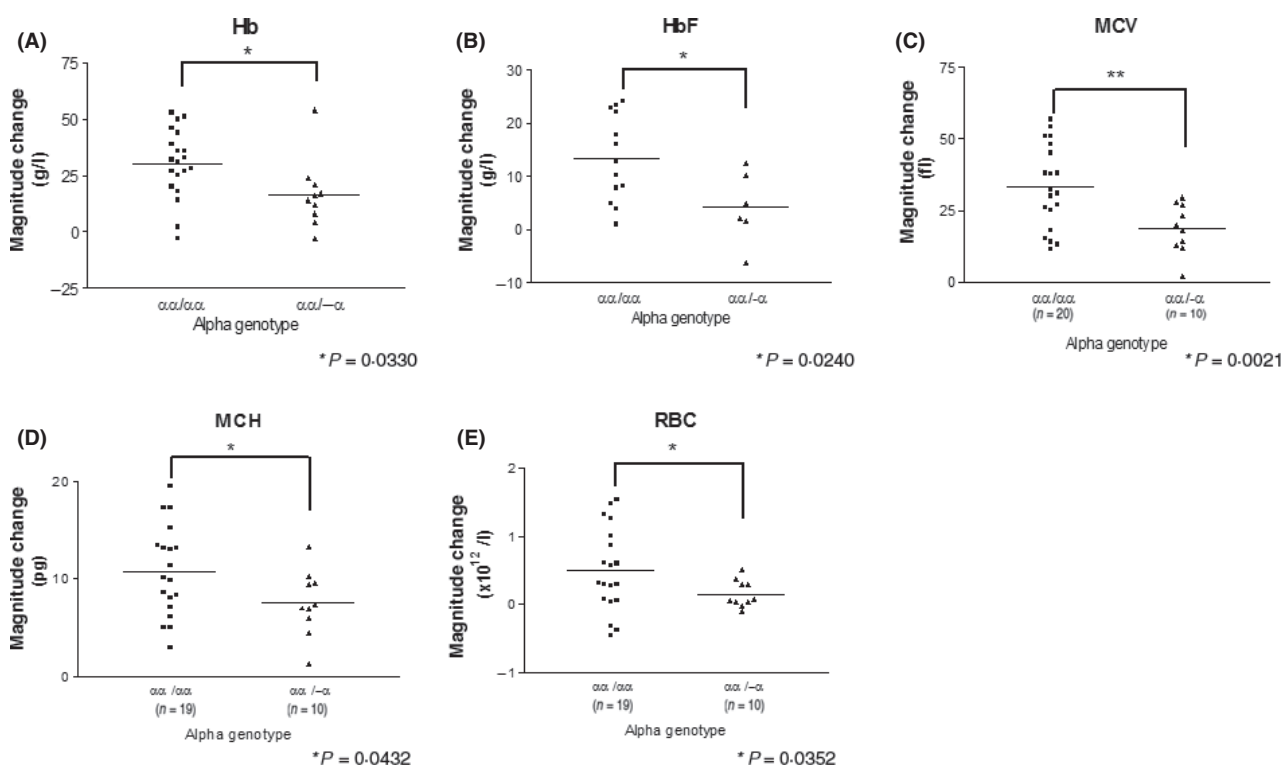 (A)
Hb
*
Magnitude change
(g/l)
75
50
25
0
–25
αα/αα
αα/—α
Alpha genotype
*P = 0·0330
(B)
HbF
*
Magnitude change
(g/l)
30
20
10
0
–10
αα/αα
αα/-α
Alpha genotype
*P = 0·0240
(C)
MCV
**
Magnitude change
(fl)
75
50
25
0
αα/αα
(n = 20)
αα/-α
(n = 10)
Alpha genotype
*P = 0·0021
(D)
MCH
*
Magnitude change
(pg)
20
10
0
αα /αα
(n = 19)
αα /-α
(n = 10)
Alpha genotype
*P = 0·0432
(E)
RBC
*
Magnitude change
(x10¹²/l)
2
1
0
–1
αα /αα
(n = 19)
αα /-α
(n = 10)
Alpha genotype
*P = 0·0352